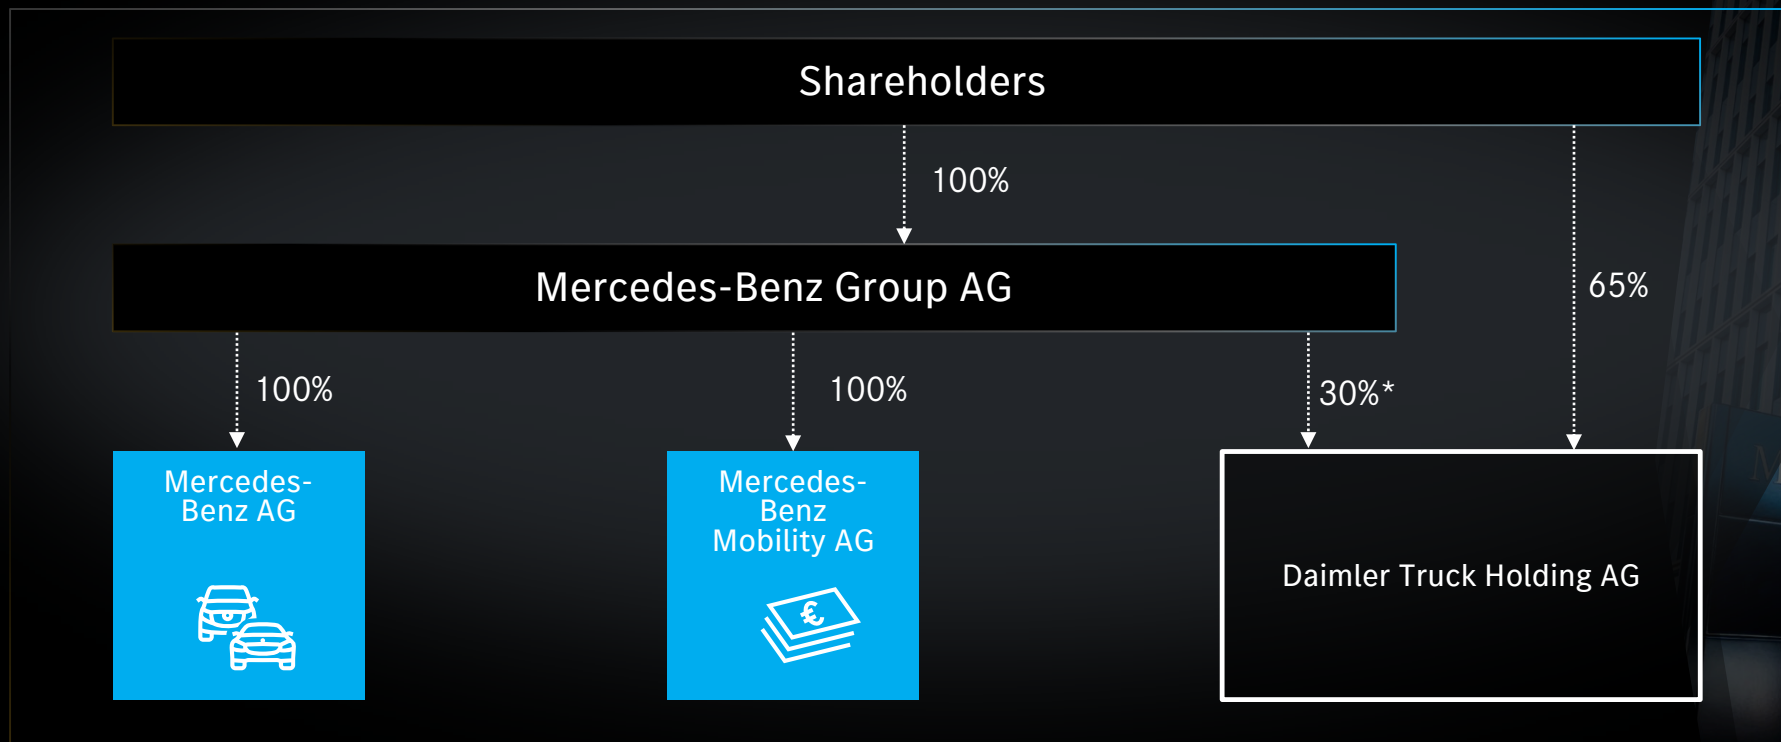 Shareholders
100%
Mercedes-Benz Group AG
65%
100%
100%
30%*
Mercedes-
Benz AG
Mercedes-
Benz
Mobility AG
€
Daimler Truck Holding AG